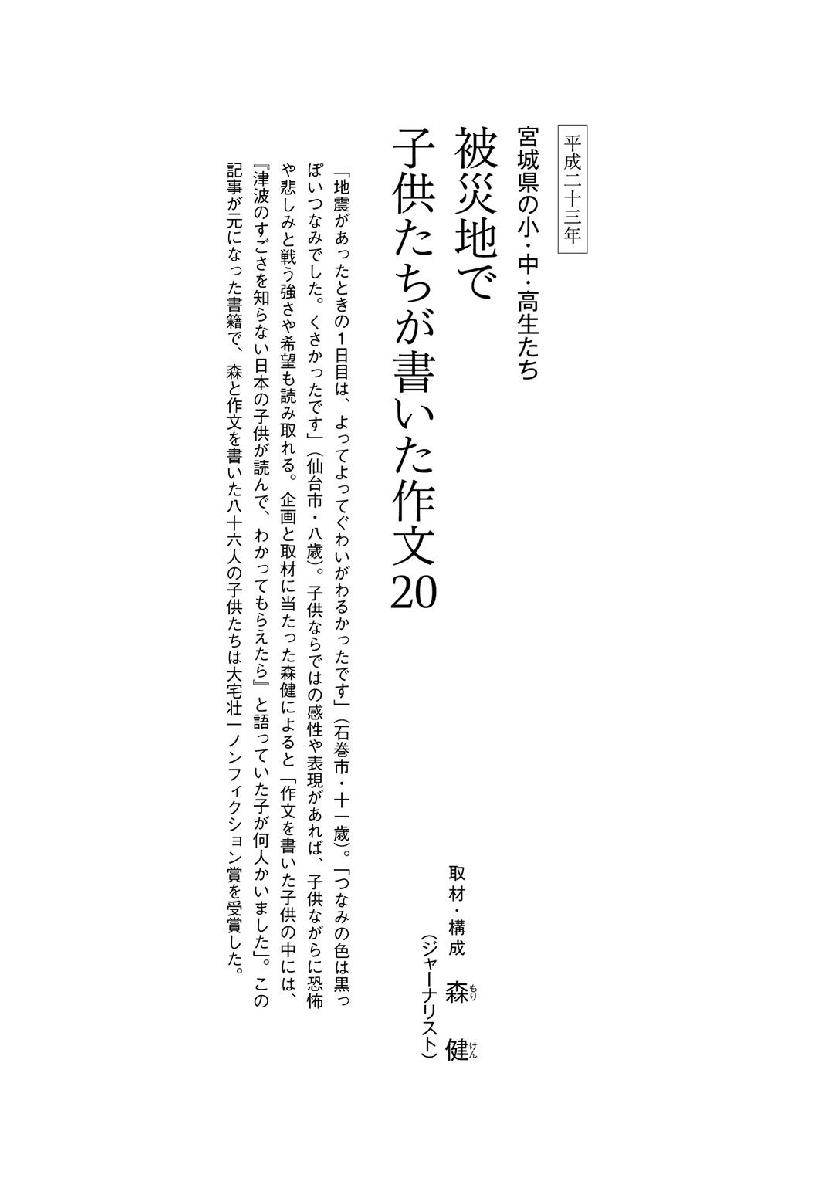 平成二十三年
宮城県の小・中・高生たち
被災地で
子供たちが書いた作文20
取材・構成 森 健
もり けん
(ジャーナリスト)
「地震があったときの1日目は、よってよってぐわいがわるかったです」(石巻市・十一歳)。「つなみの色は黒っ
ぽいつなみでした。くさかったです」(仙台市・八歳)。子供ならではの感性や表現があれば、子供ながらに恐怖
や悲しみと戦う強さや希望も読み取れる。企画と取材に当たった森健によると「作文を書いた子供の中には、
『津波のすごさを知らない日本の子供が読んで、わかってもらえたら』と語っていた子が何人かいました」。この
記事が元になった書籍で、森と作文を書いた八十六人の子供たちは大宅壮一ノンフィクション賞を受賞した。